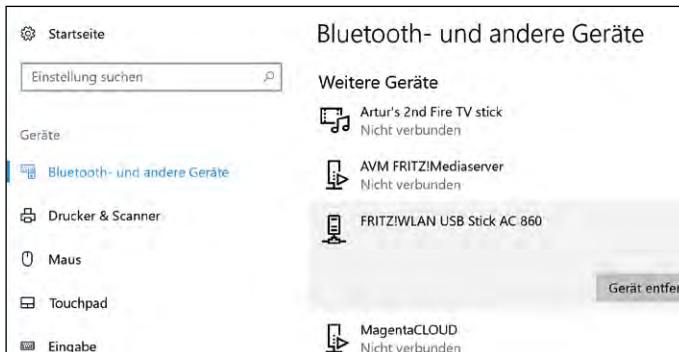 Startseite
Einstellung suchen
Geräte
Bluetooth- und andere Geräte
Drucker & Scanner
Maus
Touchpad
Eingabe
Bluetooth- und andere Geräte
Weitere Geräte
Artur's 2nd Fire TV stick
Nicht verbunden
AVM FRITZ!Mediaserver
Nicht verbunden
FRITZ!WLAN USB Stick AC 860
Gerät entfer
MagentaCLOUD
Nicht verbunden